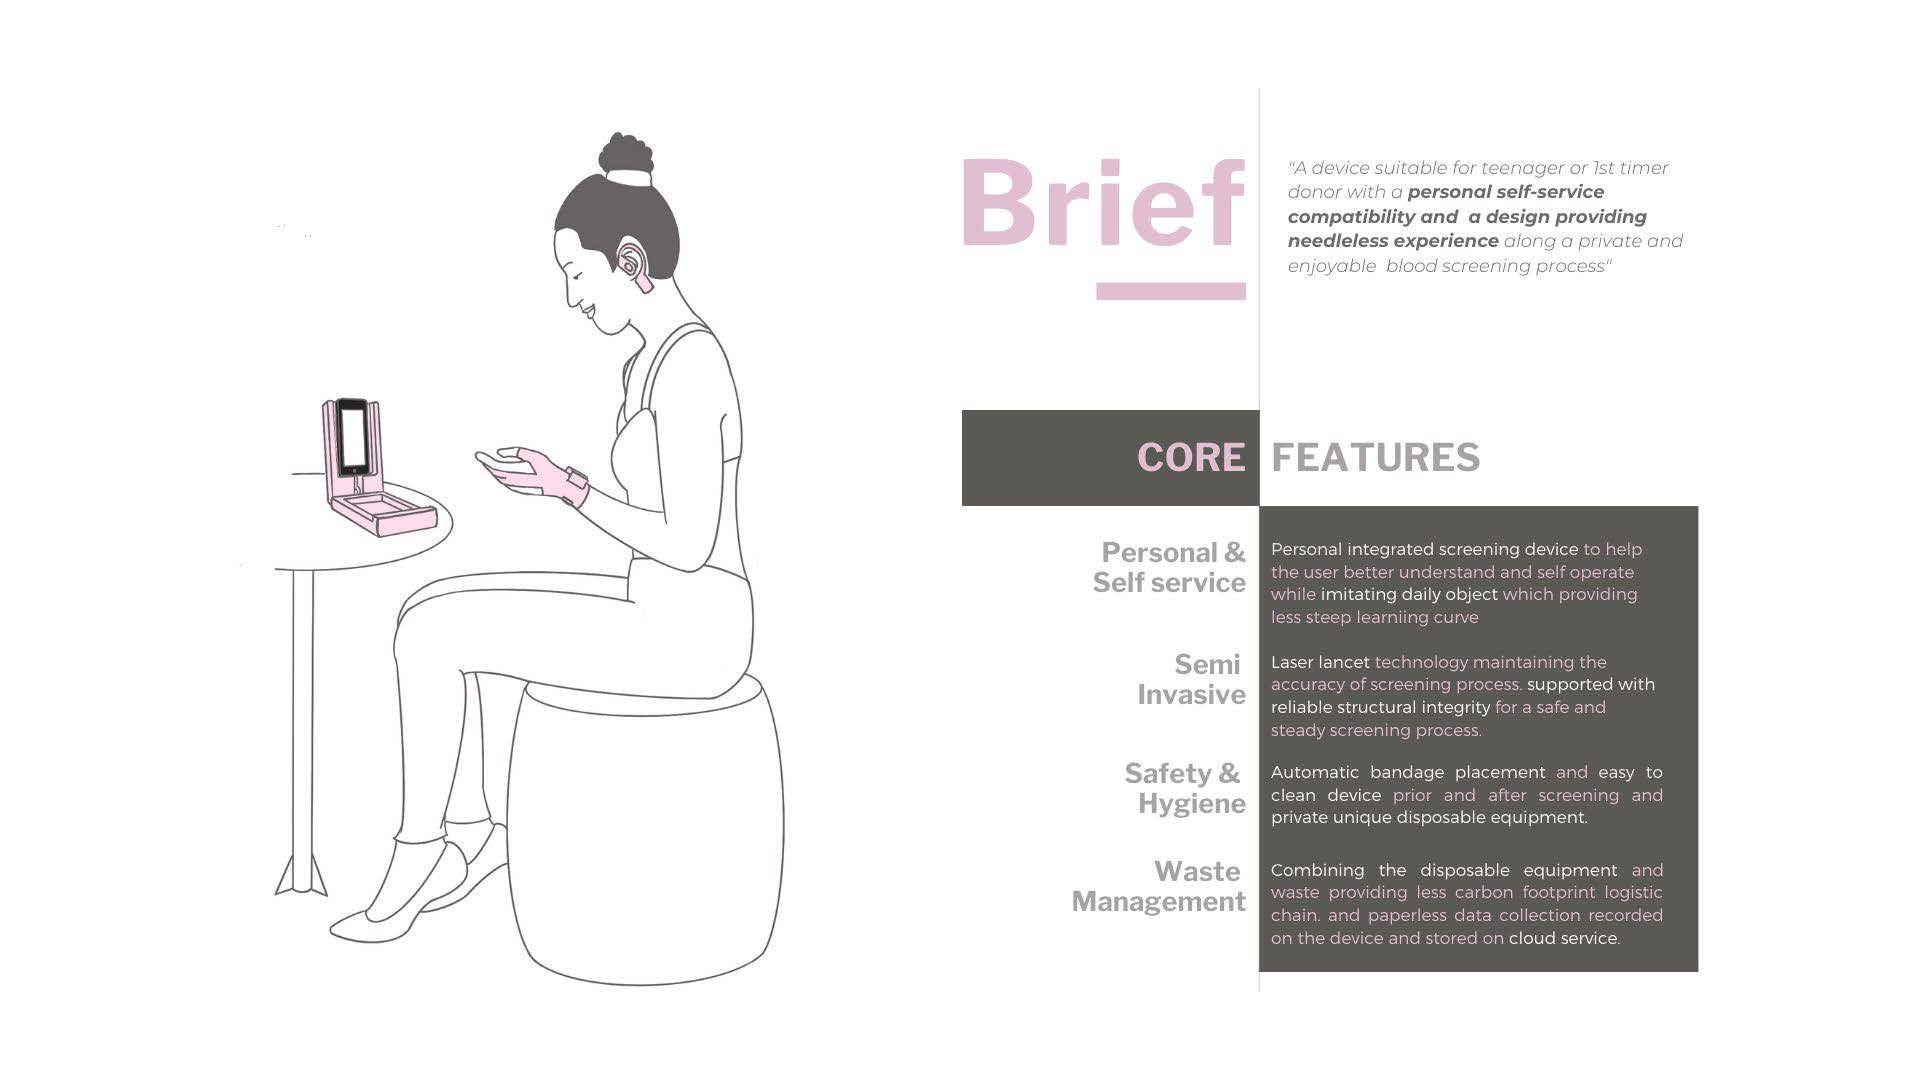 Brief
"A device suitable for teenager or 1st timer
donor with a personal self-service
compatibility and  a design providing
needleless experience along a private and
enjoyable  blood screening process"
CORE FEATURES
Personal &
Self service
Personal integrated screening device to help
the user better understand and self operate
while imitating daily object which providing
less steep learniing curve
Semi
Invasive
Laser lancet technology maintaining the
accuracy of screening process. supported with
reliable structural integrity for a safe and
steady screening process.
Safety &
Hygiene
Automatic bandage placement and easy to
clean device prior and after screening and
private unique disposable equipment.
Waste
Management
Combining the disposable equipment and
waste providing less carbon footprint logistic
chain. and paperless data collection recorded
on the device and stored on cloud service.